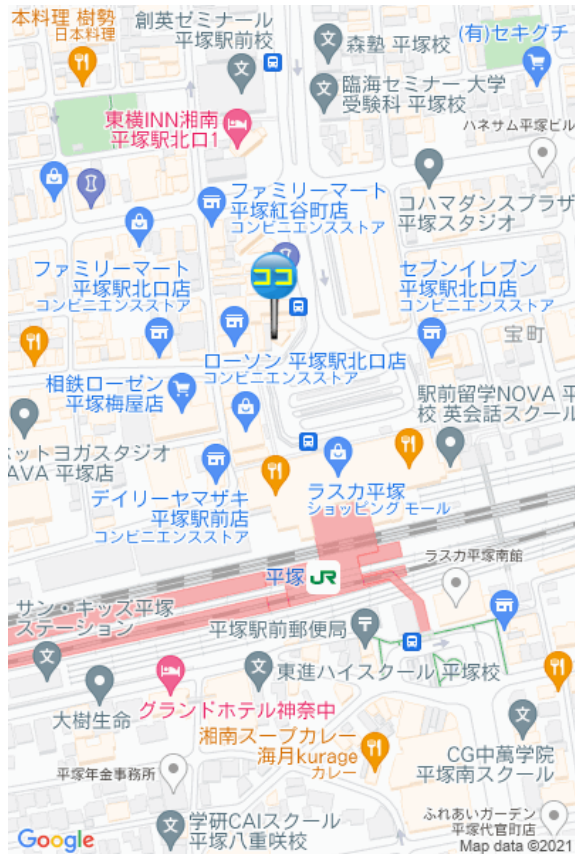 本料理 樹勢
日本料理
創英ゼミナール
平塚駅前校
森塾 平塚校
(有)セキグチ
臨海セミナー 大学
受験科 平塚校
東横INN湘南
平塚駅北口1
ハネサム平塚ビル
ファミリーマート
平塚紅谷町店
コンビニエンスストア
コハマダンスプラザ
平塚スタジオ
ココ
ファミリーマート
平塚駅北口店
コンビニエンスストア
セブンイレブン
平塚駅北口店
コンビニエンスストア
宝町
ローソン 平塚駅北口店
コンビニエンスストア
相鉄ローゼン
平塚梅屋店
駅前留学NOVA 平
校 英会話スクール
ホットヨガスタジオ
AVA 平塚店
デイリーヤマザキ
平塚駅前店
コンビニエンスストア
ラスカ平塚
ショッピング モール
平塚 JR
ラスカ平塚南館
サン・キッズ平塚
ステーション
平塚駅前郵便局
東進ハイスクール 平塚校
大樹生命
グランドホテル神奈中
湘南スープカレー
海月kurage
カレー
CG中萬学院
平塚南スクール
平塚年金事務所
学研CAIスクール
平塚八重咲校
ふれあいガーデン
平塚代官町店
Google
Map data ©2021